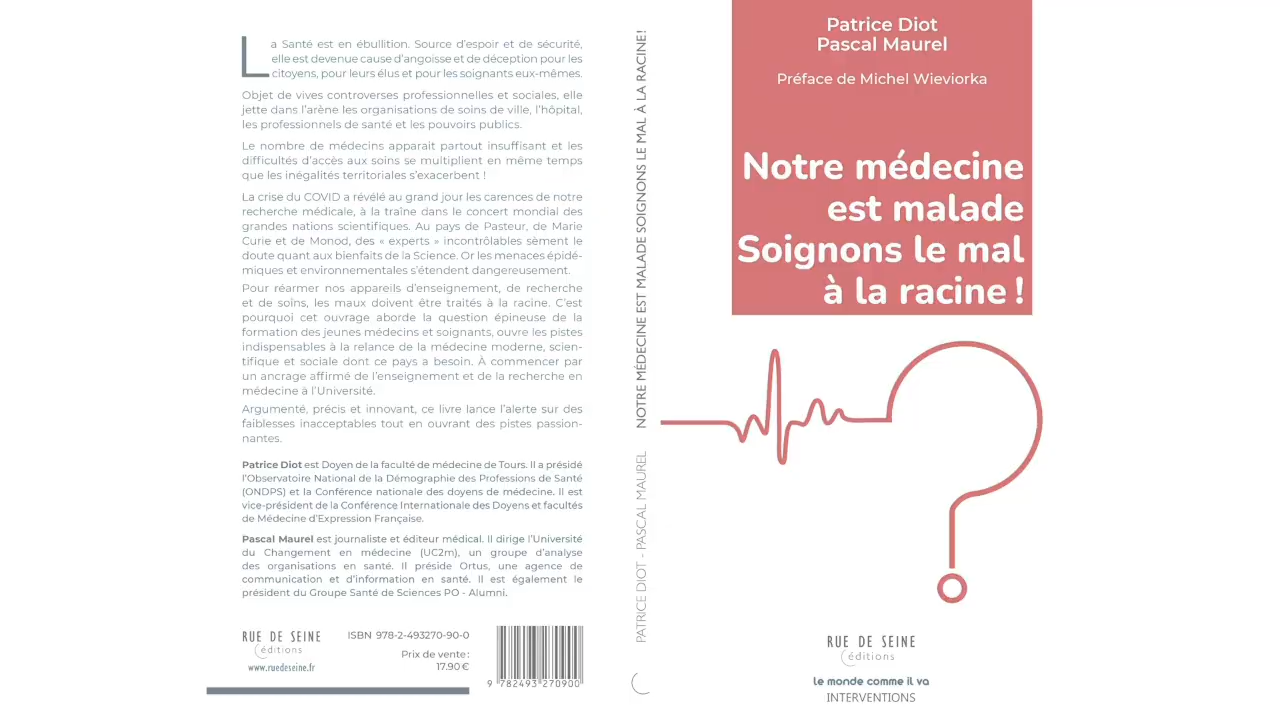 La Santé est en ébullition. Source d'espoir et de sécurité,
elle est devenue cause d'angoisse et de déception pour les
citoyens, pour leurs élus et pour les soignants eux-mêmes.
Objet de vives controverses professionnelles et sociales, elle
jette dans l'arène les organisations de soins de ville, l'hôpital,
les professionnels de santé et les pouvoirs publics.
Le nombre de médecins apparait partout insuffisant et les
difficultés d'accès aux soins se multiplient en même temps
que les inégalités territoriales s'exacerbent !
La crise du COVID a révélé au grand jour les carences de notre
recherche médicale, à la traîne dans le concert mondial des
grandes nations scientifiques. Au pays de Pasteur, de Marie
Curie et de Monod, des « experts » incontrôlables sèment le
doute quant aux bienfaits de la Science. Or les menaces épidé-
miques et environnementales s'étendent dangereusement.
Pour réarmer nos appareils d'enseignement, de recherche
et de soins, les maux doivent être traités à la racine. C'est
pourquoi cet ouvrage aborde la question épineuse de la
formation des jeunes médecins et soignants, ouvre les pistes
indispensables à la relance de la médecine moderne, scien-
tifique et sociale dont ce pays a besoin. À commencer par
un ancrage affirmé de l'enseignement et de la recherche en
médecine à l'Université.
Argumenté, précis et innovant, ce livre lance l'alerte sur des
faiblesses inacceptables tout en ouvrant des pistes passion-
nantes.
Patrice Diot est Doyen de la faculté de médecine de Tours. Il a présidé
l'Observatoire National de la Démographie des Professions de Santé
(ONDPS) et la Conférence nationale des doyens de médecine. Il est
vice-président de la Conférence Internationale des Doyens et facultés
de Médecine d'Expression Française.
Pascal Maurel est journaliste et éditeur médical. Il dirige l'Université
du Changement en médecine (UC2m), un groupe d'analyse
des organisations en santé. Il préside Ortus, une agence de
communication et d'information en santé. Il est également le
président du Groupe Santé de Sciences PO - Alumni.
RUE DE SEINE
éditions
www.ruedeseine.fr
ISBN 978-2-493270-90-0
Prix de vente :
17.90 €
9 782493 270900
PATRICE DIOT - PASCAL MAUREL NOTRE MÉDECINE EST MALADE SOIGNONS LE MAL À LA RACINE!
Patrice Diot
Pascal Maurel
Préface de Michel Wieviorka
Notre médecine
est malade
Soignons le mal
à la racine !
RUE DE SEINE
éditions
le monde comme il va
INTERVENTIONS